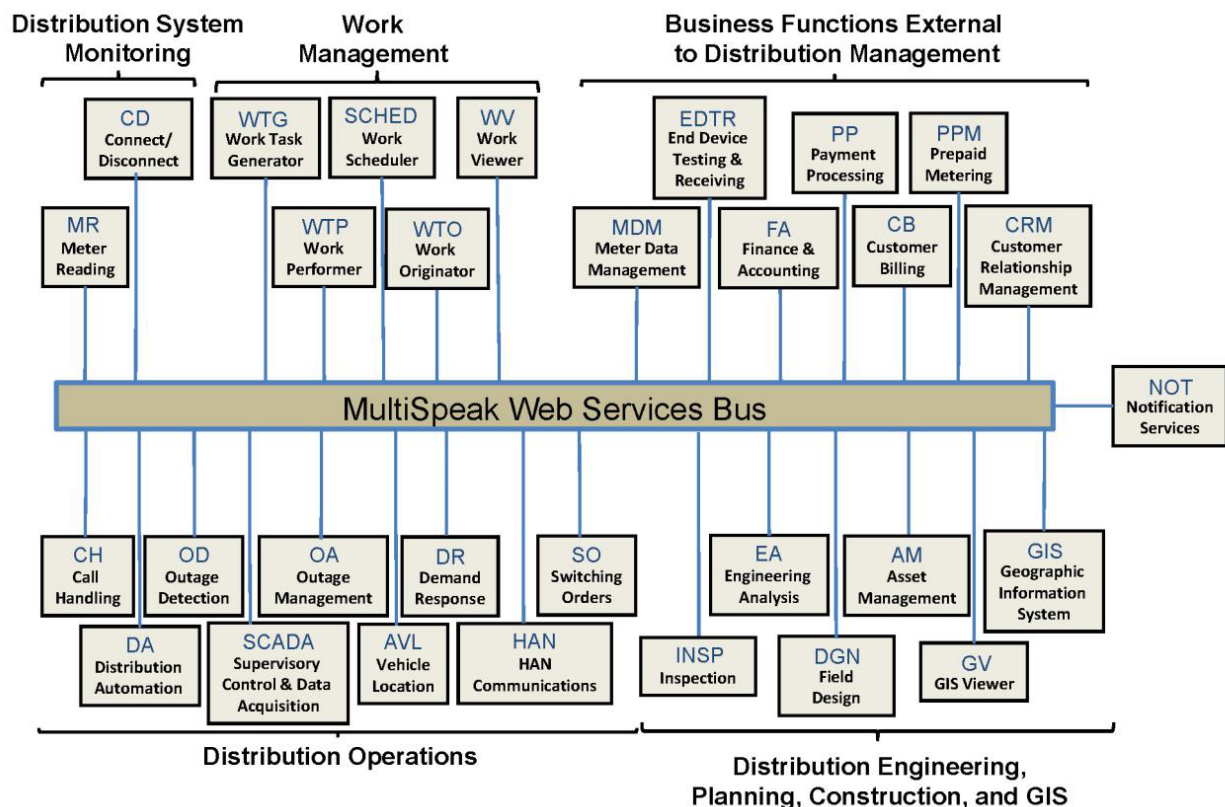 Distribution System
Monitoring
Work
Management
Business Functions External
to Distribution Management
CD
Connect/
Disconnect
WTG
Work Task
Generator
SCHED
Work
Scheduler
WV
Work
Viewer
EDTR
End Device
Testing &
Receiving
PP
Payment
Processing
PPM
Prepaid
Metering
MR
Meter
Reading
WTP
Work
Performer
WTO
Work
Originator
MDM
Meter Data
Management
FA
Finance &
Accounting
CB
Customer
Billing
CRM
Customer
Relationship
Management
MultiSpeak Web Services Bus
NOT
Notification
Services
CH
Call
Handling
OD
Outage
Detection
OA
Outage
Management
DR
Demand
Response
SO
Switching
Orders
EA
Engineering
Analysis
AM
Asset
Management
GIS
Geographic
Information
System
DA
Distribution
Automation
SCADA
Supervisory
Control & Data
Acquisition
AVL
Vehicle
Location
HAN
HAN
Communications
INSP
Inspection
DGN
Field
Design
GV
GIS Viewer
Distribution Operations
Distribution Engineering,
Planning, Construction, and GIS